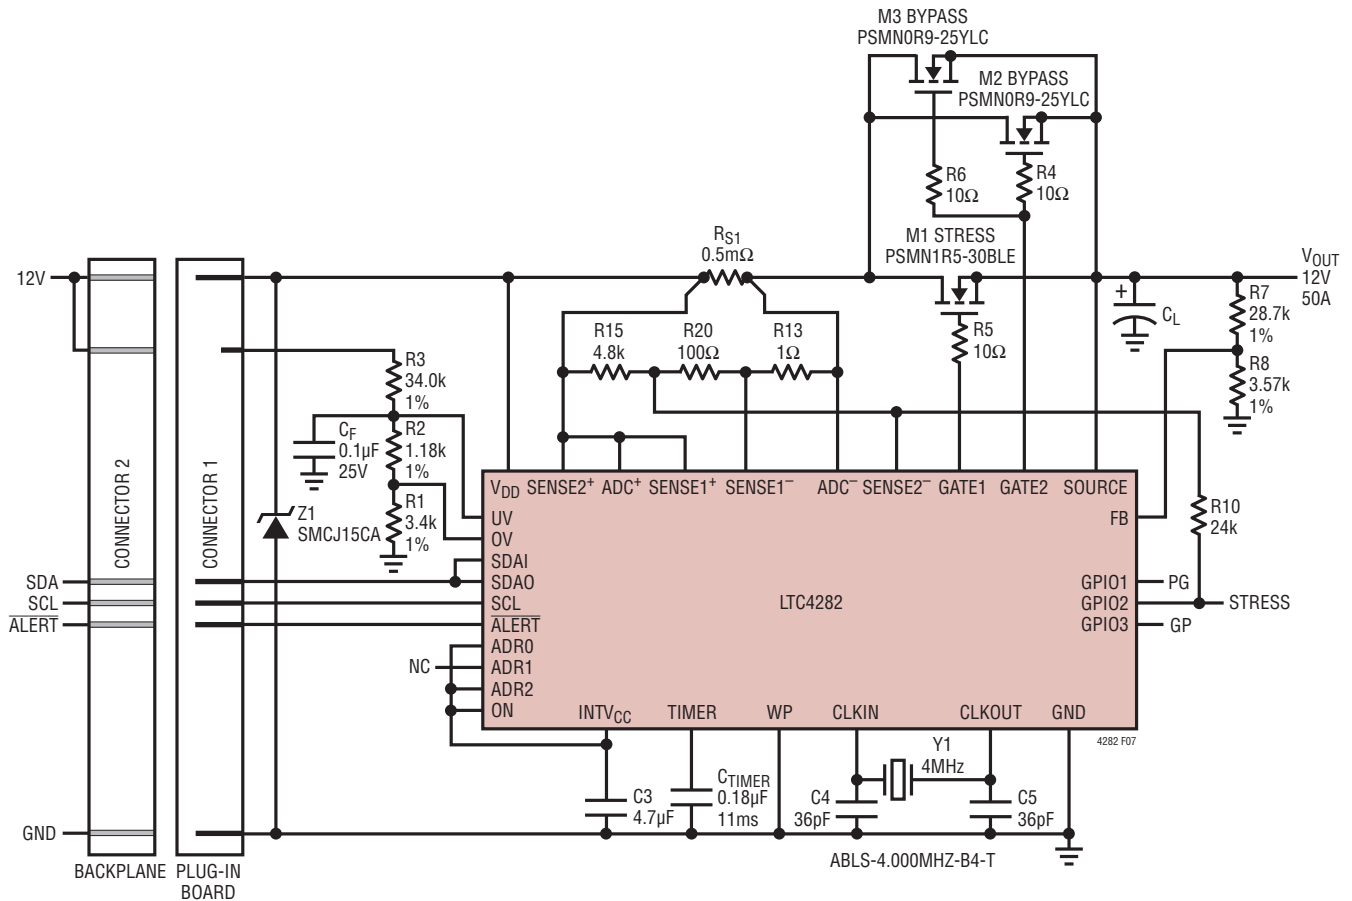 M3 BYPASS
PSMN0R9-25YLC
M2 BYPASS
PSMN0R9-25YLC
R6
10Ω
R4
10Ω
M1 STRESS
PSMN1R5-30BLE
RS1
0.5mΩ
12V
VOUT
12V
50A
R7
28.7k
1%
+
CL
R5
10Ω
R15
4.8k
R20
100Ω
R13
1Ω
R8
3.57k
1%
R3
34.0k
1%
CF
0.1µF
25V
R2
1.18k
1%
R1
3.4k
1%
CONNECTOR 2
CONNECTOR 1
Z1
SMCJ15CA
VDD
SENSE2+
ADC+
SENSE1+
SENSE1–
ADC–
SENSE2–
GATE1
GATE2
SOURCE
UV
OV
SDAI
SDAO
SCL
ALERT
ADR0
ADR1
ADR2
ON
FB
R10
24k
LTC4282
GPIO1
PG
GPIO2
STRESS
GPIO3
GP
SDA
SCL
ALERT
NC
INTVCC
TIMER
WP
CLKIN
CLKOUT
GND
4282 F07
Y1
4MHz
C3
4.7µF
CTIMER
0.18µF
11ms
C4
36pF
C5
36pF
GND
ABLS-4.000MHZ-B4-T
BACKPLANE
PLUG-IN
BOARD